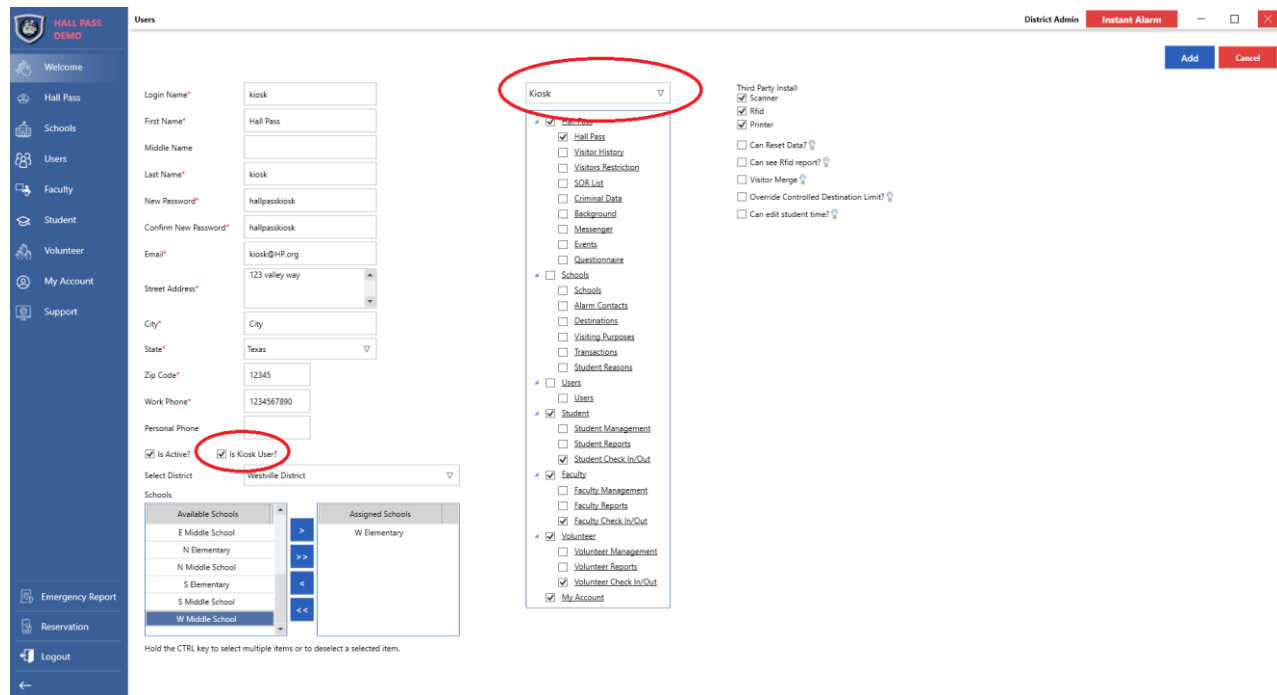 HALL PASS
DEMO
Users
District Admin
Instant Alarm
Add
Cancel
Welcome
Hall Pass
Schools
Users
Faculty
Student
Volunteer
My Account
Support
Emergency Report
Reservation
Logout
Login Name*
kiosk
First Name*
Hall Pass
Middle Name
Last Name*
kiosk
New Password*
hallpasskiosk
Confirm New Password*
hallpasskiosk
Email*
kiosk@HP.org
Street Address*
123 valley way
City*
City
State*
Texas
Zip Code*
12345
Work Phone*
1234567890
Personal Phone
Is Active?
Is Kiosk User?
Select District
Westville District
Schools
Available Schools
E Middle School
N Elementary
N Middle School
S Elementary
S Middle School
W Middle School
>
>>
<
<<
Assigned Schools
W Elementary
Hold the CTRL key to select multiple items or to deselect a selected item.
Kiosk
Hall Pass
Hall Pass
Visitor History
Visitors Restriction
SOR List
Criminal Data
Background
Messenger
Events
Questionnaire
Schools
Schools
Alarm Contacts
Destinations
Visiting Purposes
Transactions
Student Reasons
Users
Users
Student
Student Management
Student Reports
Student Check In/Out
Faculty
Faculty Management
Faculty Reports
Faculty Check In/Out
Volunteer
Volunteer Management
Volunteer Reports
Volunteer Check In/Out
My Account
Third Party Install
Scanner
Rfid
Printer
Can Reset Data?
Can see Rfid report?
Visitor Merge
Override Controlled Destination Limit?
Can edit student time?